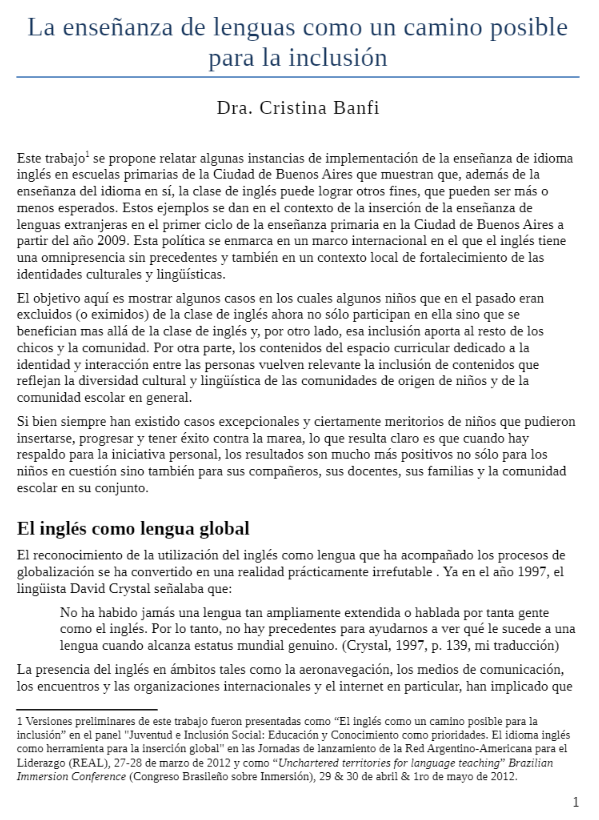 La enseñanza de lenguas como un camino posible
para la inclusión
Dra. Cristina Banfi
Este trabajo1 se propone relatar algunas instancias de implementación de la enseñanza de idioma
inglés en escuelas primarias de la Ciudad de Buenos Aires que muestran que, además de la
enseñanza del idioma en sí, la clase de inglés puede lograr otros fines, que pueden ser más o
menos esperados. Estos ejemplos se dan en el contexto de la inserción de la enseñanza de
lenguas extranjeras en el primer ciclo de la enseñanza primaria en la Ciudad de Buenos Aires a
partir del año 2009. Esta política se enmarca en un marco internacional en el que el inglés tiene
una omnipresencia sin precedentes y también en un contexto local de fortalecimiento de las
identidades culturales y lingüísticas.
El objetivo aquí es mostrar algunos casos en los cuales algunos niños que en el pasado eran
excluidos (o eximidos) de la clase de inglés ahora no sólo participan en ella sino que se
benefician mas allá de la clase de inglés y, por otro lado, esa inclusión aporta al resto de los
chicos y la comunidad. Por otra parte, los contenidos del espacio curricular dedicado a la
identidad y interacción entre las personas vuelven relevante la inclusión de contenidos que
reflejan la diversidad cultural y lingüística de las comunidades de origen de niños y de la
comunidad escolar en general.
Si bien siempre han existido casos excepcionales y ciertamente meritorios de niños que pudieron
insertarse, progresar y tener éxito contra la marea, lo que resulta claro es que cuando hay
respaldo para la iniciativa personal, los resultados son mucho más positivos no sólo para los
niños en cuestión sino también para sus compañeros, sus docentes, sus familias y la comunidad
escolar en su conjunto.
El inglés como lengua global
El reconocimiento de la utilización del inglés como lengua que ha acompañado los procesos de
globalización se ha convertido en una realidad prácticamente irrefutable . Ya en el año 1997, el
lingüista David Crystal señalaba que:
No ha habido jamás una lengua tan ampliamente extendida o hablada por tanta gente
como el inglés. Por lo tanto, no hay precedentes para ayudarnos a ver qué le sucede a una
lengua cuando alcanza estatus mundial genuino. (Crystal, 1997, p. 139, mi traducción)
La presencia del inglés en ámbitos tales como la aeronavegación, los medios de comunicación,
los encuentros y las organizaciones internacionales y el internet en particular, han implicado que
1 Versiones preliminares de este trabajo fueron presentadas como “El inglés como un camino posible para la
inclusión” en el panel "Juventud e Inclusión Social: Educación y Conocimiento como prioridades. El idioma inglés
como herramienta para la inserción global" en las Jornadas de lanzamiento de la Red Argentino-Americana para el
Liderazgo (REAL), 27-28 de marzo de 2012 y como “Unchartered territories for language teaching” Brazilian
Immersion Conference (Congreso Brasileño sobre Inmersión), 29 & 30 de abril & 1ro de mayo de 2012.
1